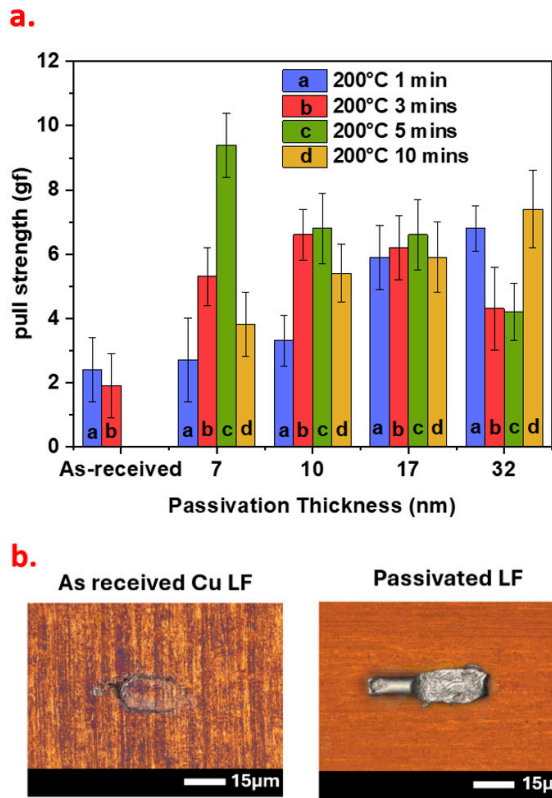 a.
12
10
8
6
4
2
0
pull strength (gf)
a 200°C 1 min
b 200°C 3 mins
c 200°C 5 mins
d 200°C 10 mins
a b a b c d a b c d a b c d a b c d
As-received 7 10 17 32
Passivation Thickness (nm)
b.
As received Cu LF Passivated LF
15µm 15µm